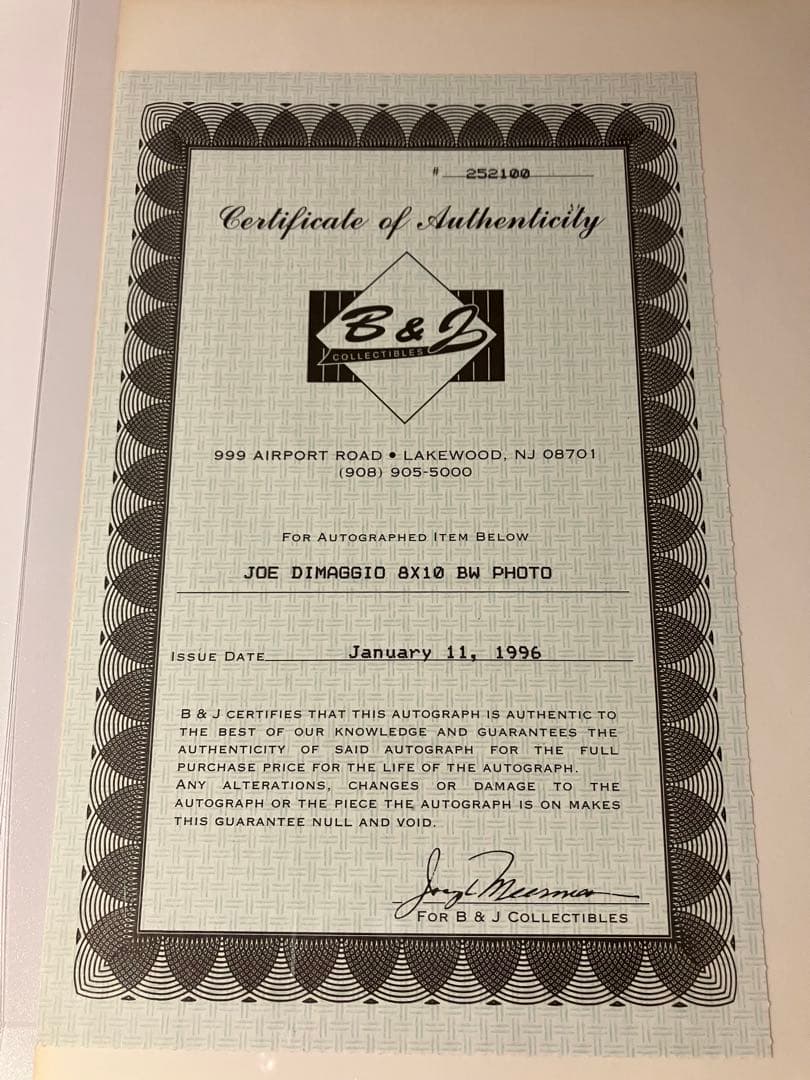 # 252100
Certificate of Authenticity
B & J
COLLECTIBLES
999 AIRPORT ROAD • LAKEWOOD, NJ 08701
(908) 905-5000
FOR AUTOGRAPHED ITEM BELOW
JOE DIMAGGIO 8X10 BW PHOTO
ISSUE DATE January 11, 1996
B & J CERTIFIES THAT THIS AUTOGRAPH IS AUTHENTIC TO
THE BEST OF OUR KNOWLEDGE AND GUARANTEES THE
AUTHENTICITY OF SAID AUTOGRAPH FOR THE FULL
PURCHASE PRICE FOR THE LIFE OF THE AUTOGRAPH.
ANY ALTERATIONS, CHANGES OR DAMAGE TO THE
AUTOGRAPH OR THE PIECE THE AUTOGRAPH IS ON MAKES
THIS GUARANTEE NULL AND VOID.
FOR B & J COLLECTIBLES